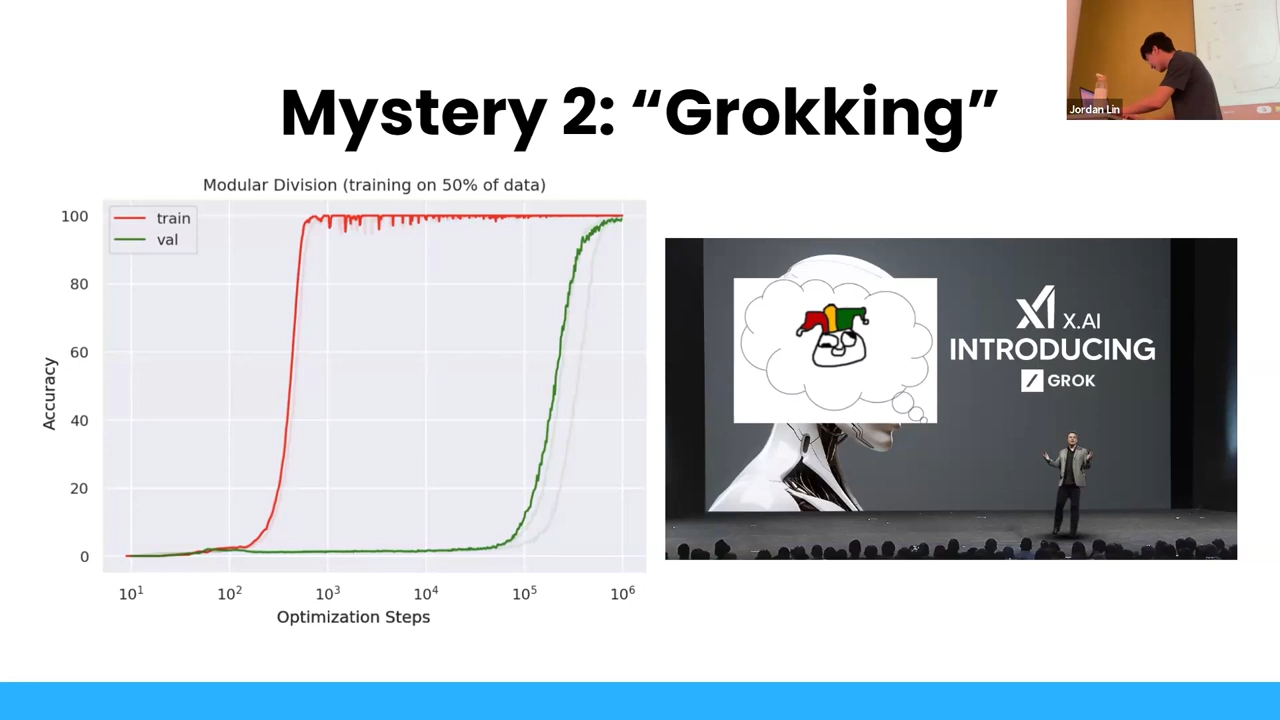 Mystery 2: “Grokking”
Jordan Lin
Modular Division (training on 50% of data)
train
val
Accuracy
100
80
60
40
20
0
10¹ 10² 10³ 10⁴ 10⁵ 10⁶
Optimization Steps
X.AI
INTRODUCING
GROK